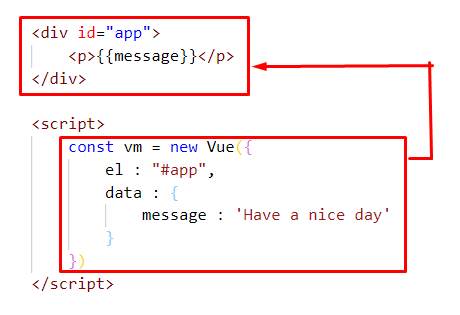 <div id="app">
<p>{{message}}</p>
</div>
<script>
const vm = new Vue({
el : "#app",
data : {
message : 'Have a nice day'
}
})
</script>